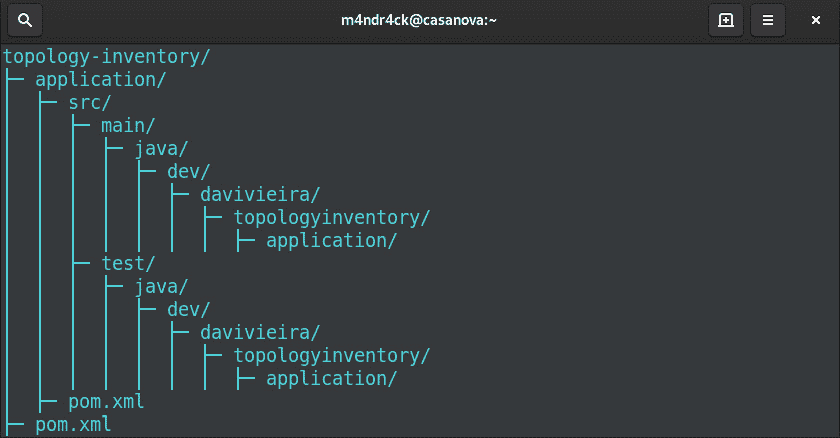 m4ndr4ck@casanova:~
topology-inventory/
├─ application/
│  ├─ src/
│  │  ├─ main/
│  │  │  ├─ java/
│  │  │  │  ├─ dev/
│  │  │  │  │  ├─ davivieira/
│  │  │  │  │  │  ├─ topologyinventory/
│  │  │  │  │  │  │  ├─ application/
│  │  ├─ test/
│  │  │  ├─ java/
│  │  │  │  ├─ dev/
│  │  │  │  │  ├─ davivieira/
│  │  │  │  │  │  ├─ topologyinventory/
│  │  │  │  │  │  │  ├─ application/
│  ├─ pom.xml
├─ pom.xml